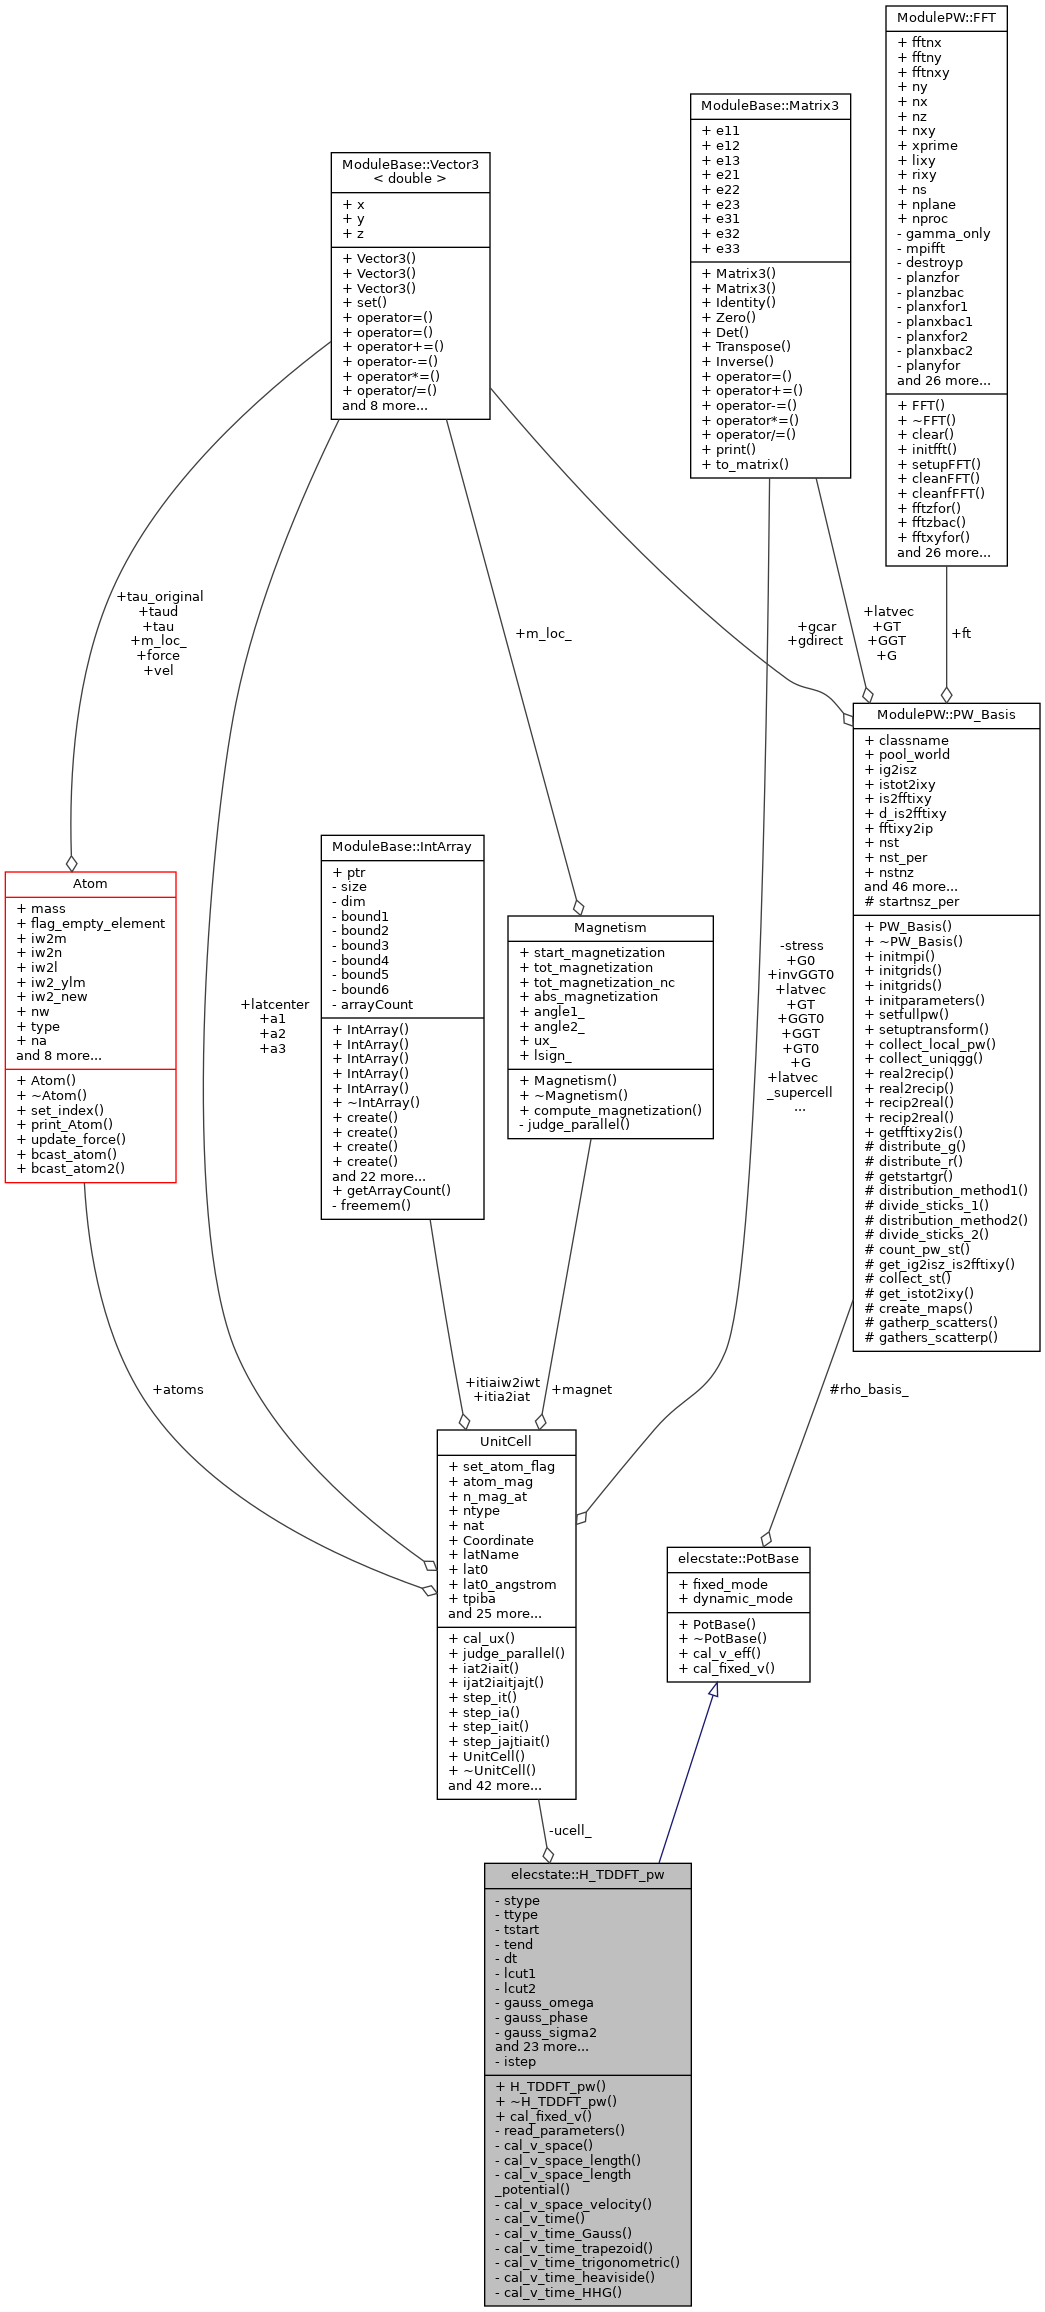 ModulePW::FFT
+ fftnx
+ fftny
+ fftnxy
+ ny
+ nx
+ nz
+ nxy
+ xprime
+ lixy
+ rixy
+ ns
+ nplane
+ nproc
- gamma_only
- mpifft
- destroyp
- planzfor
- planzbac
- planxfor1
- planxbac1
- planxfor2
- planxbac2
- planyfor
and 26 more...
+ FFT()
+ ~FFT()
+ clear()
+ initfft()
+ setupFFT()
+ cleanFFT()
+ cleanfFFT()
+ fftzfor()
+ fftzbac()
+ fftxyfor()
and 26 more...
ModuleBase::Matrix3
+ e11
+ e12
+ e13
+ e21
+ e22
+ e23
+ e31
+ e32
+ e33
+ Matrix3()
+ Matrix3()
+ Identity()
+ Zero()
+ Det()
+ Transpose()
+ Inverse()
+ operator=()
+ operator+=()
+ operator-=()
+ operator*=()
+ operator/=()
+ print()
+ to_matrix()
ModuleBase::Vector3
< double >
+ x
+ y
+ z
+ Vector3()
+ Vector3()
+ Vector3()
+ set()
+ operator=()
+ operator=()
+ operator+=()
+ operator-=()
+ operator*=()
+ operator/=()
and 8 more...
+tau_original
+taud
+tau
+m_loc_
+force
+vel
+m_loc_
+gcar
+gdirect
+latvec
+GT
+GGT
+G
+ft
ModulePW::PW_Basis
+ classname
+ pool_world
+ ig2isz
+ istot2ixy
+ is2fftixy
+ d_is2fftixy
+ fftixy2ip
+ nst
+ nst_per
+ nstnz
and 46 more...
# startnsz_per
+ PW_Basis()
+ ~PW_Basis()
+ initmpi()
+ initgrids()
+ initgrids()
+ initparameters()
+ setfullpw()
+ setuptransform()
+ collect_local_pw()
+ collect_uniqgg()
+ real2recip()
+ real2recip()
+ recip2real()
+ recip2real()
+ getfftixy2is()
# distribute_g()
# distribute_r()
# getstartgr()
# distribution_method1()
# divide_sticks_1()
# distribution_method2()
# divide_sticks_2()
# count_pw_st()
# get_ig2isz_is2fftixy()
# collect_st()
# get_istot2ixy()
# create_maps()
# gatherp_scatters()
# gathers_scatterp()
Atom
+ mass
+ flag_empty_element
+ iw2m
+ iw2n
+ iw2l
+ iw2_ylm
+ iw2_new
+ nw
+ type
+ na
and 8 more...
+ Atom()
+ ~Atom()
+ set_index()
+ print_Atom()
+ update_force()
+ bcast_atom()
+ bcast_atom2()
+latcenter
+a1
+a2
+a3
ModuleBase::IntArray
+ ptr
- size
- dim
- bound1
- bound2
- bound3
- bound4
- bound5
- bound6
- arrayCount
+ IntArray()
+ IntArray()
+ IntArray()
+ IntArray()
+ IntArray()
+ ~IntArray()
+ create()
+ create()
+ create()
+ create()
and 22 more...
+ getArrayCount()
- freemem()
Magnetism
+ start_magnetization
+ tot_magnetization
+ tot_magnetization_nc
+ abs_magnetization
+ angle1_
+ angle2_
+ ux_
+ lsign_
+ Magnetism()
+ ~Magnetism()
+ compute_magnetization()
- judge_parallel()
-stress
+G0
+invGGT0
+latvec
+GT
+GGT0
+GGT
+GT0
+G
+latvec
_supercell
...
+atoms
+itiaiw2iwt
+itia2iat
+magnet
#rho_basis_
UnitCell
+ set_atom_flag
+ atom_mag
+ n_mag_at
+ ntype
+ nat
+ Coordinate
+ latName
+ lat0
+ lat0_angstrom
+ tpiba
and 25 more...
+ cal_ux()
+ judge_parallel()
+ iat2iait()
+ ijat2iaitjajt()
+ step_it()
+ step_ia()
+ step_iait()
+ step_jajtiait()
+ UnitCell()
+ ~UnitCell()
and 42 more...
elecstate::PotBase
+ fixed_mode
+ dynamic_mode
+ PotBase()
+ ~PotBase()
+ cal_v_eff()
+ cal_fixed_v()
-ucell_
elecstate::H_TDDFT_pw
- stype
- ttype
- tstart
- tend
- dt
- lcut1
- lcut2
- gauss_omega
- gauss_phase
- gauss_sigma2
and 23 more...
- istep
+ H_TDDFT_pw()
+ ~H_TDDFT_pw()
+ cal_fixed_v()
- read_parameters()
- cal_v_space()
- cal_v_space_length()
- cal_v_space_length
_potential()
- cal_v_space_velocity()
- cal_v_time()
- cal_v_time_Gauss()
- cal_v_time_trapezoid()
- cal_v_time_trigonometric()
- cal_v_time_heaviside()
- cal_v_time_HHG()